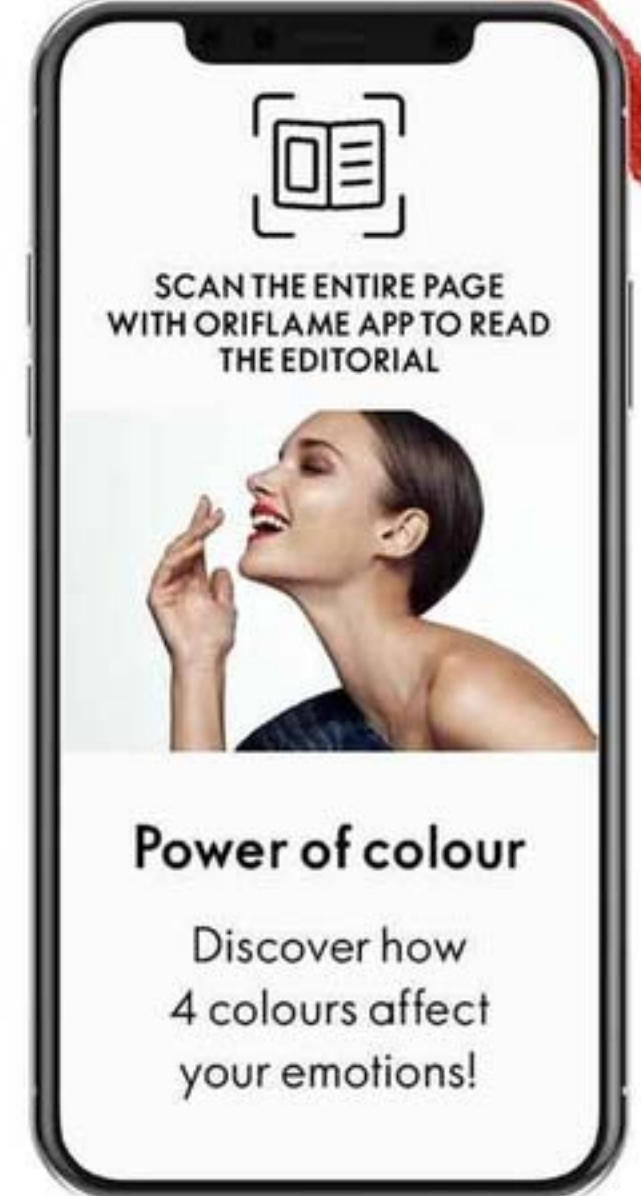 SCAN THE ENTIRE PAGE
WITH ORIFLAME APP TO READ
THE EDITORIAL
Power of colour
Discover how
4 colours affect
your emotions!